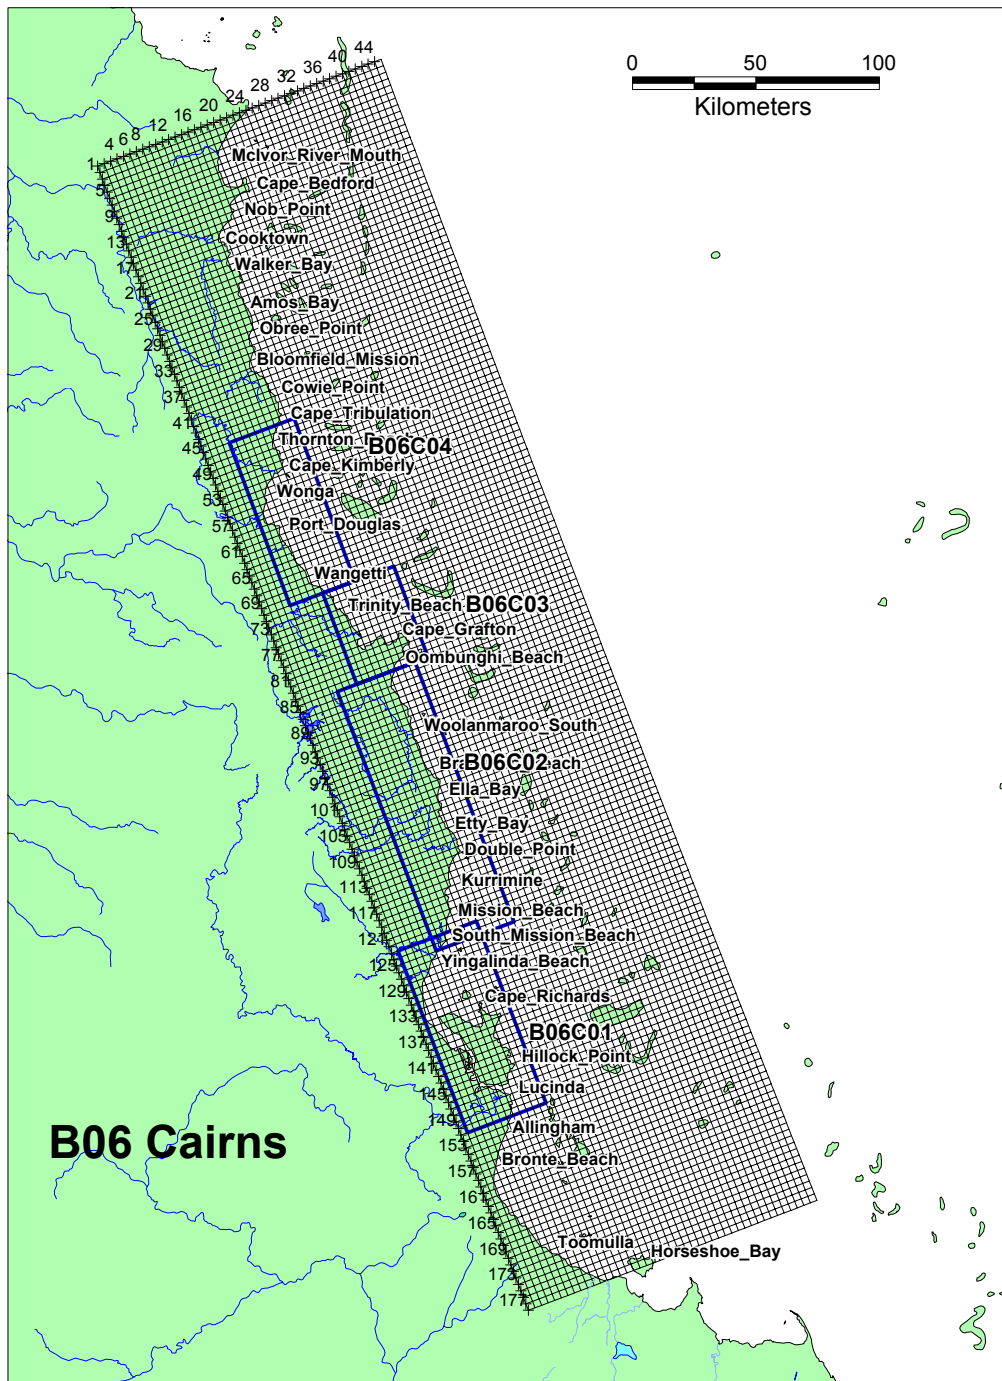 0 50 100
Kilometers
1 4 6 8 12 16 20 24 28 32 36 40 44
5
9
13
17
21
25
29
33
37
41
45
49
53
57
61
65
69
73
77
81
85
89
93
97
101
105
109
113
117
121
125
129
133
137
141
145
149
153
157
161
165
169
173
177
McIvor_River_Mouth
Cape_Bedford
Nob_Point
Cooktown
Walker_Bay
Amos_Bay
Obree_Point
Bloomfield_Mission
Cowie_Point
Cape_Tribulation
B06C04
Cape_Kimberly
Wonga
Port_Douglas
Wangetti
Trinity_Beach
B06C03
Cape_Grafton
Oombunghi_Beach
Woolanmaroo_South
B06C02
Ella_Bay
Etty_Bay
Double_Point
Kurrimine
Mission_Beach
South_Mission_Beach
Yingalinda_Beach
Cape_Richards
B06C01
Hillock_Point
Lucinda
Allingham
Bronte_Beach
Toomulla
Horseshoe_Bay
B06 Cairns